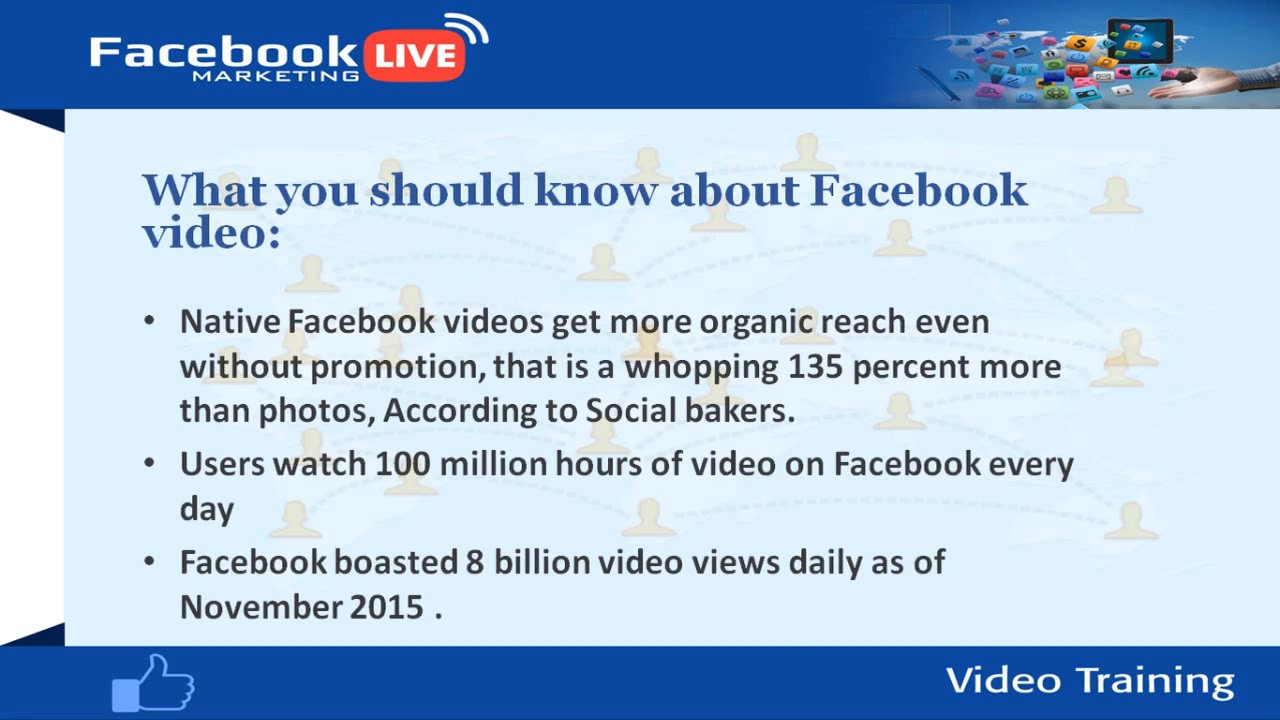 Facebook LIVE
MARKETING
What you should know about Facebook
video:
• Native Facebook videos get more organic reach even
without promotion, that is a whopping 135 percent more
than photos, According to Social bakers.
• Users watch 100 million hours of video on Facebook every
day
• Facebook boasted 8 billion video views daily as of
November 2015 .
Video Training